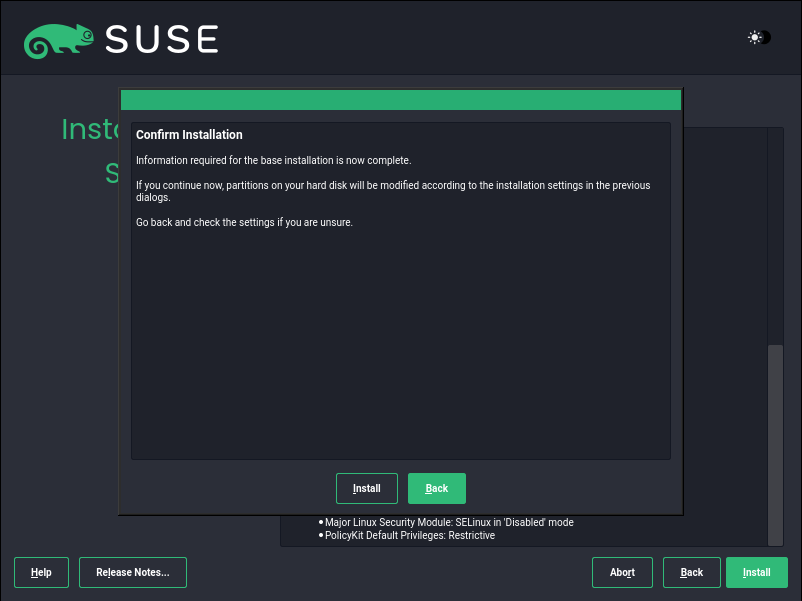 SUSE
Inst
S
Confirm Installation
Information required for the base installation is now complete.
If you continue now, partitions on your hard disk will be modified according to the installation settings in the previous
dialogs.
Go back and check the settings if you are unsure.
Install Back
• Major Linux Security Module: SELinux in 'Disabled' mode
• PolicyKit Default Privileges: Restrictive
Help Release Notes... Abort Back Install